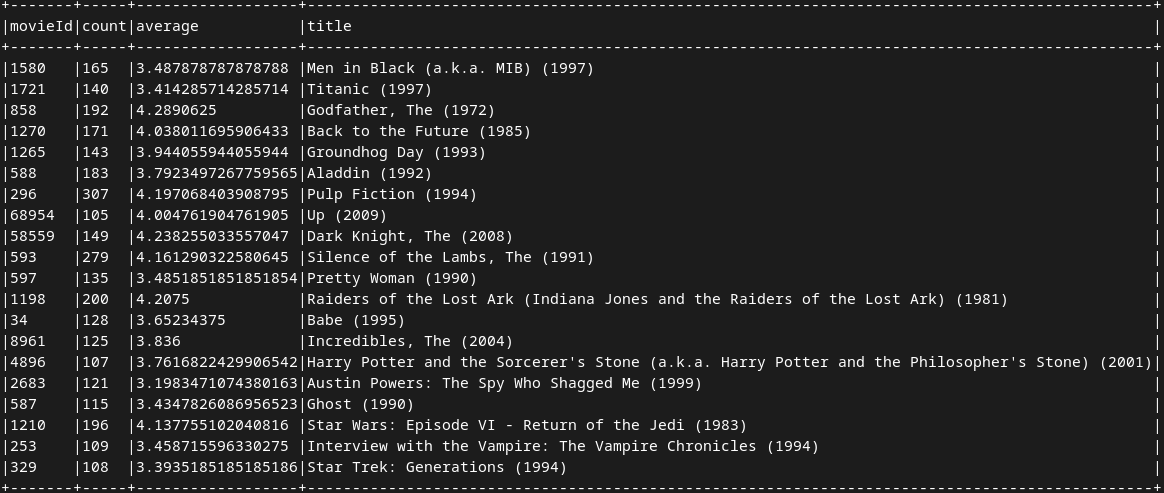 +-------+-----+------------------+----------------------------------------------------------------------------------------------+
|movieId|count|average           |title                                                                                         |
+-------+-----+------------------+----------------------------------------------------------------------------------------------+
|1580   |165  |3.487878787878788 |Men in Black (a.k.a. MIB) (1997)                                                              |
|1721   |140  |3.414285714285714 |Titanic (1997)                                                                                |
|858    |192  |4.2890625         |Godfather, The (1972)                                                                         |
|1270   |171  |4.038011695906433 |Back to the Future (1985)                                                                     |
|1265   |143  |3.944055944055944 |Groundhog Day (1993)                                                                          |
|588    |183  |3.7923497267759565|Aladdin (1992)                                                                                |
|296    |307  |4.197068403908795 |Pulp Fiction (1994)                                                                           |
|68954  |105  |4.004761904761905 |Up (2009)                                                                                     |
|58559  |149  |4.238255033557047 |Dark Knight, The (2008)                                                                       |
|593    |279  |4.161290322580645 |Silence of the Lambs, The (1991)                                                              |
|597    |135  |3.4851851851851854|Pretty Woman (1990)                                                                           |
|1198   |200  |4.2075            |Raiders of the Lost Ark (Indiana Jones and the Raiders of the Lost Ark) (1981)                |
|34     |128  |3.65234375        |Babe (1995)                                                                                   |
|8961   |125  |3.836             |Incredibles, The (2004)                                                                       |
|4896   |107  |3.7616822429906542|Harry Potter and the Sorcerer's Stone (a.k.a. Harry Potter and the Philosopher's Stone) (2001)|
|2683   |121  |3.1983471074380163|Austin Powers: The Spy Who Shagged Me (1999)                                                  |
|587    |115  |3.4347826086956523|Ghost (1990)                                                                                  |
|1210   |196  |4.137755102040816 |Star Wars: Episode VI - Return of the Jedi (1983)                                             |
|253    |109  |3.458715596330275 |Interview with the Vampire: The Vampire Chronicles (1994)                                     |
|329    |108  |3.3935185185185186|Star Trek: Generations (1994)                                                                 |
+-------+-----+------------------+----------------------------------------------------------------------------------------------+